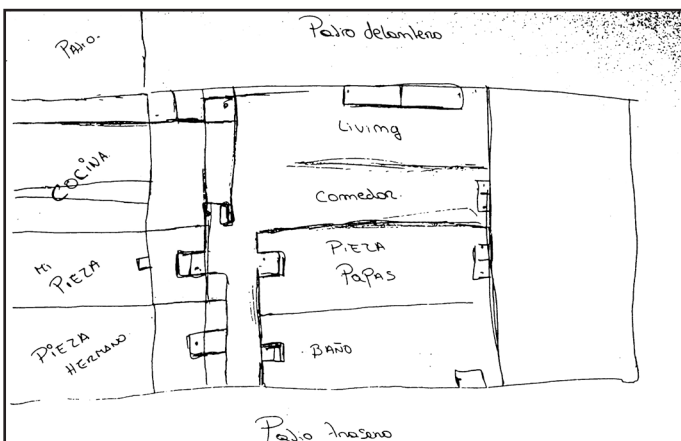 Patio.
Patio delantero
Living
COCINA
Comedor.
Mi
PIEZA
PIEZA
PAPAS
PIEZA
HERMANO
BAÑO
Patio trasero